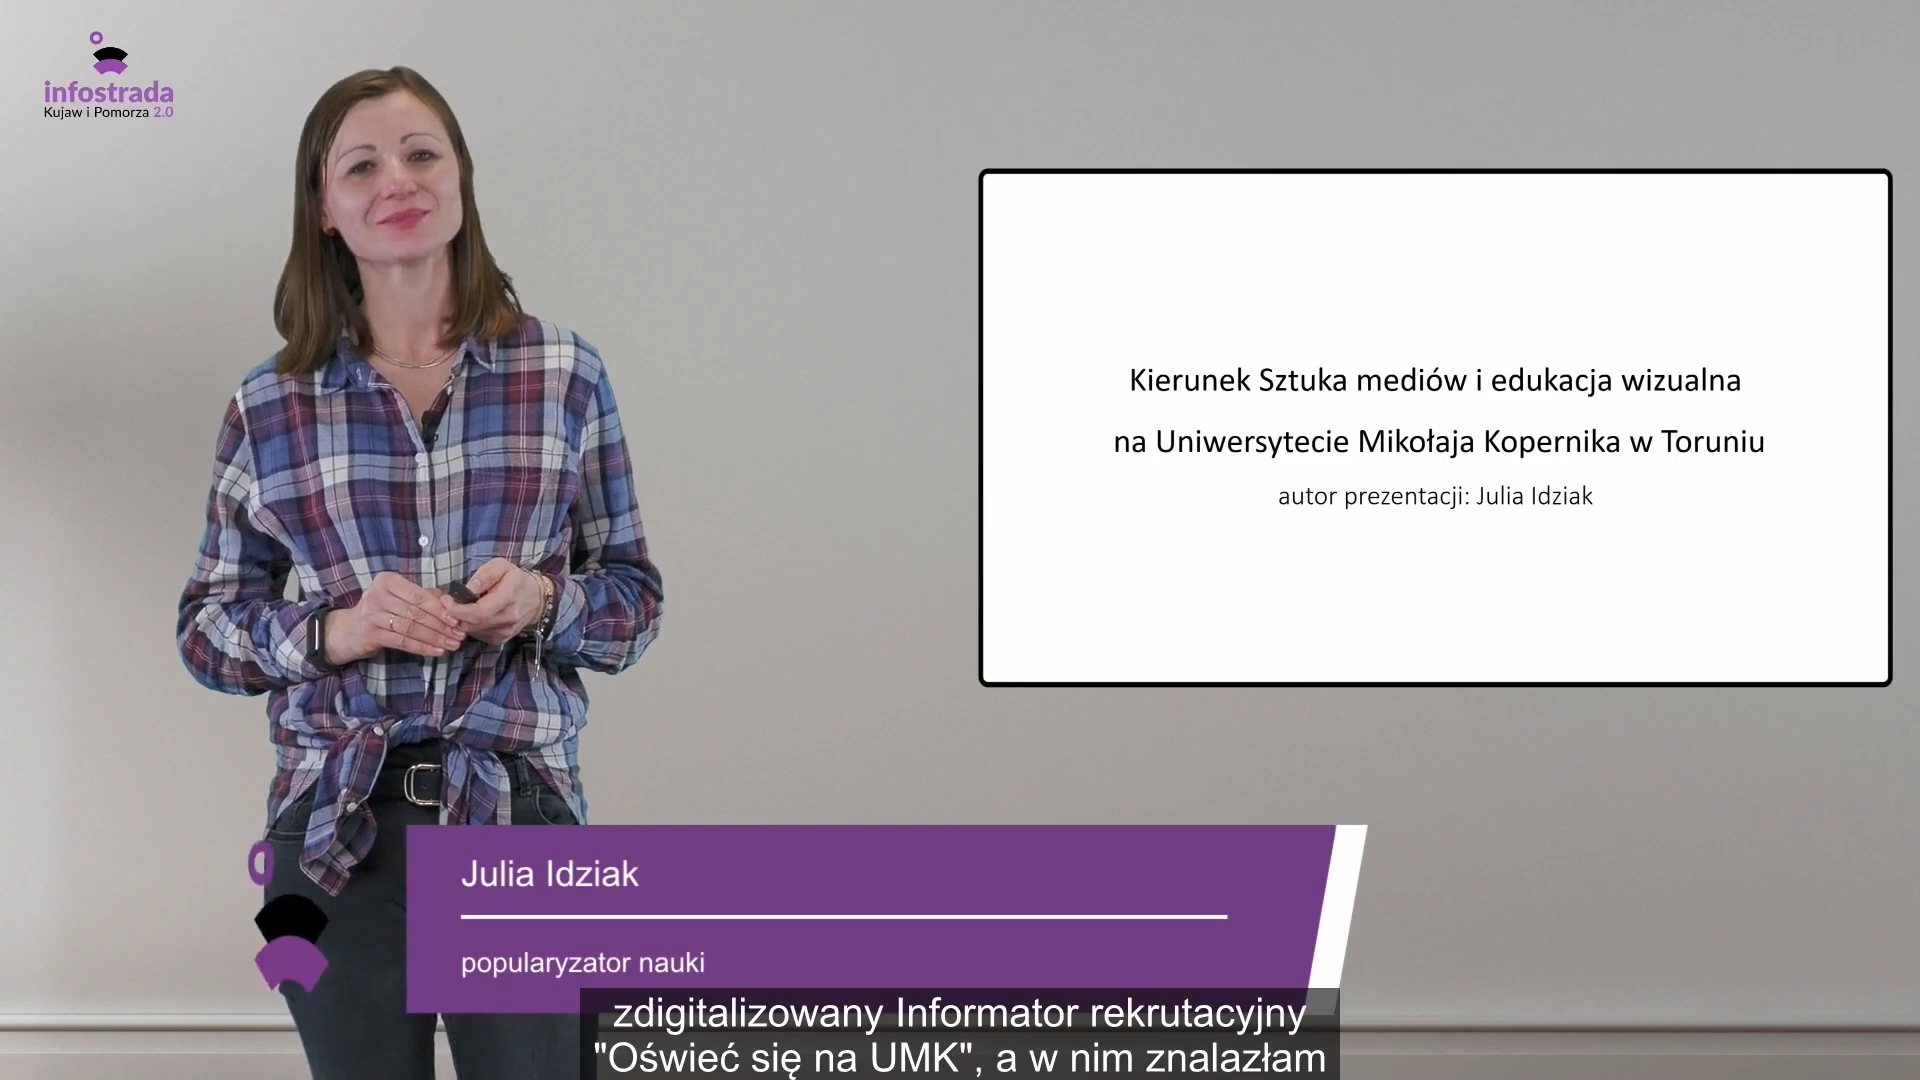 infostrada
Kujaw i Pomorza 2.0
Kierunek Sztuka mediów i edukacja wizualna
na Uniwersytecie Mikołaja Kopernika w Toruniu
autor prezentacji: Julia Idziak
Julia Idziak
popularyzator nauki
zdigitalizowany Informator rekrutacyjny
"Oświeć się na UMK", a w nim znalazłam